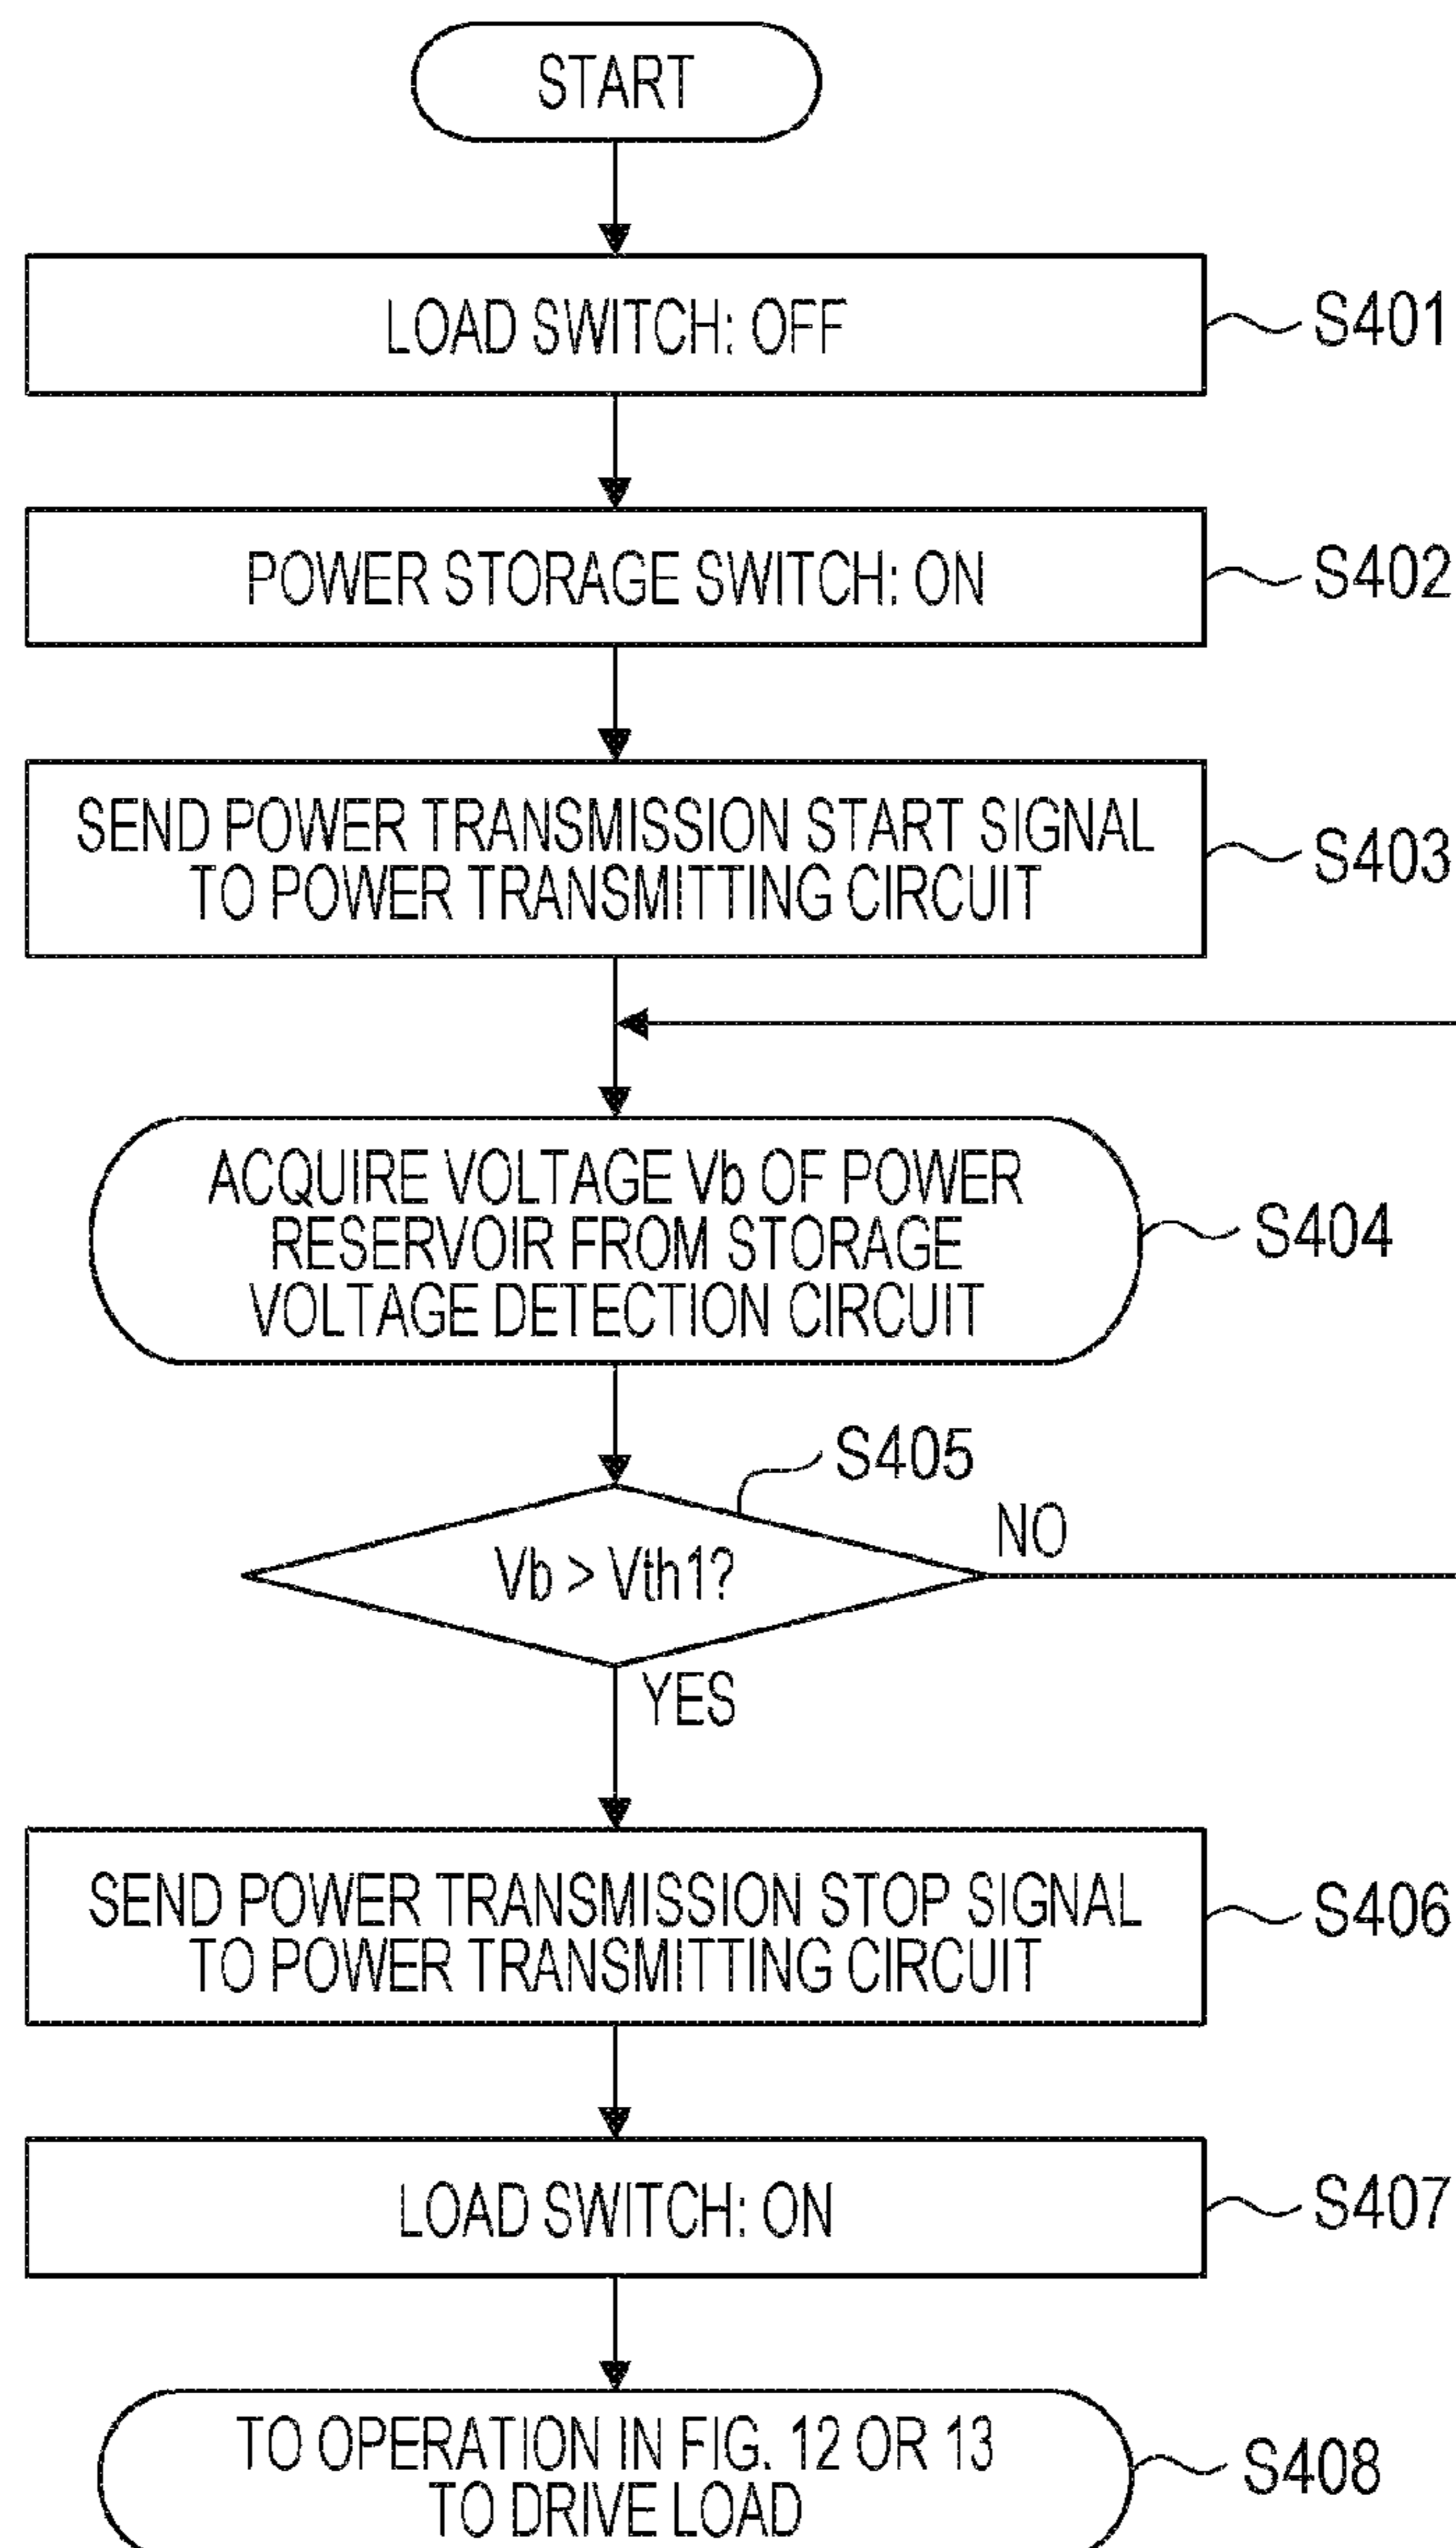 START
LOAD SWITCH: OFF
S401
POWER STORAGE SWITCH: ON
S402
SEND POWER TRANSMISSION START SIGNAL
TO POWER TRANSMITTING CIRCUIT
S403
ACQUIRE VOLTAGE Vb OF POWER
RESERVOIR FROM STORAGE
VOLTAGE DETECTION CIRCUIT
S404
S405
Vb > Vth1?
NO
YES
SEND POWER TRANSMISSION STOP SIGNAL
TO POWER TRANSMITTING CIRCUIT
S406
LOAD SWITCH: ON
S407
TO OPERATION IN FIG. 12 OR 13
TO DRIVE LOAD
S408